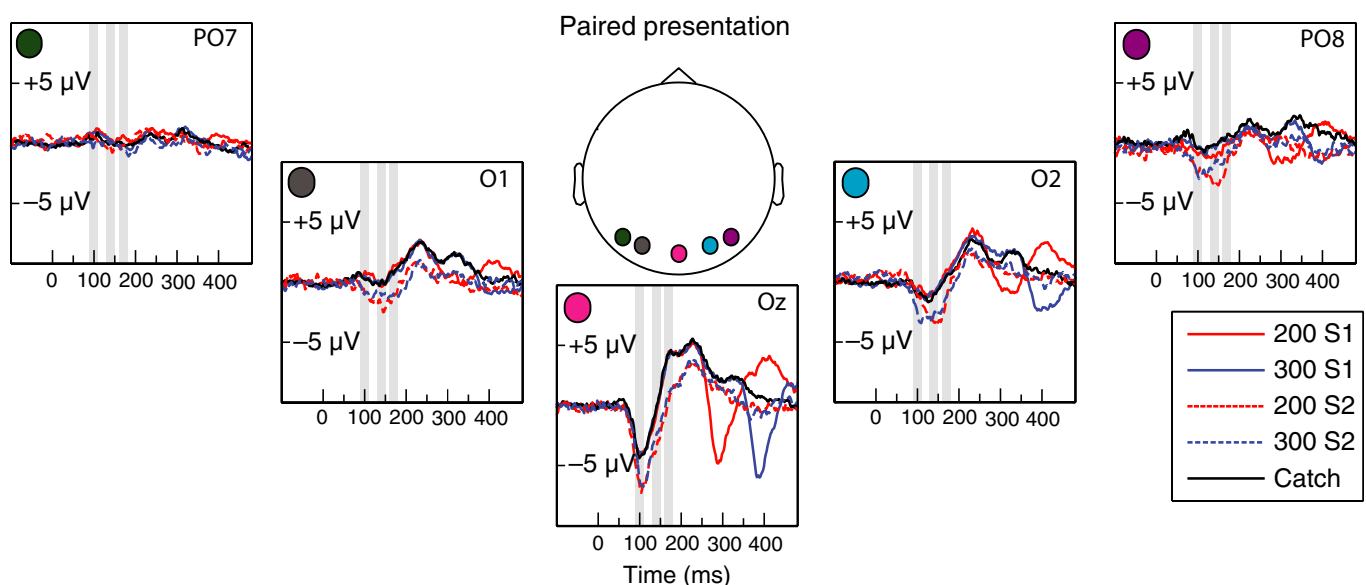 Paired presentation
PO7
+5 µV
–5 µV
0 100 200 300 400
O1
+5 µV
–5 µV
0 100 200 300 400
Oz
+5 µV
–5 µV
0 100 200 300 400
Time (ms)
O2
+5 µV
–5 µV
0 100 200 300 400
PO8
+5 µV
–5 µV
0 100 200 300 400
200 S1
300 S1
200 S2
300 S2
Catch